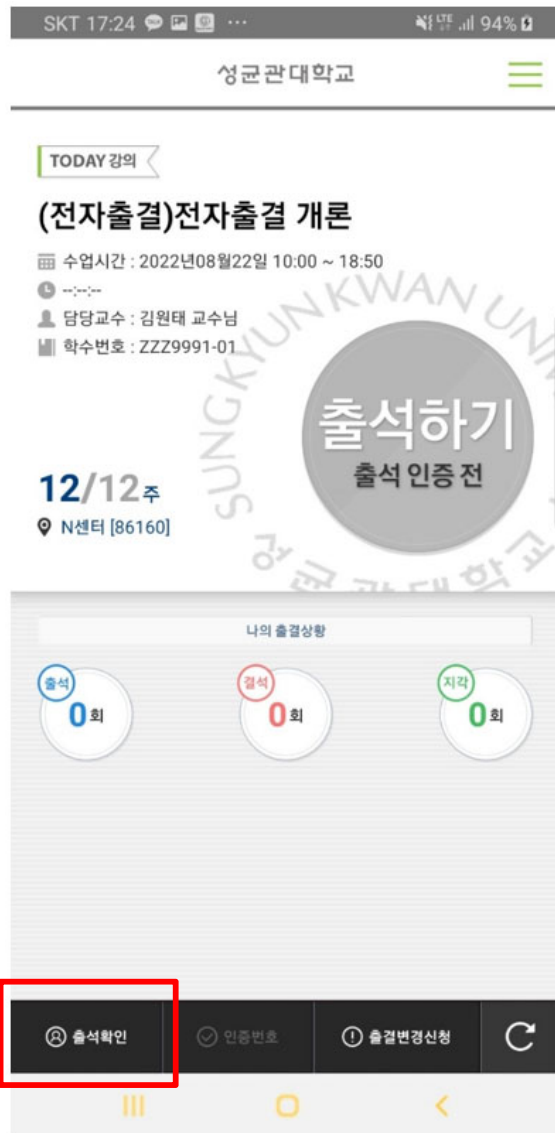 SKT 17:24
LTE 94%
성균관대학교
TODAY 강의
(전자출결)전자출결 개론
수업시간 : 2022년08월22일 10:00 ~ 18:50
--:--:--
담당교수 : 김원태 교수님
학수번호 : ZZZ9991-01
SUNGKYUNKWAN UNI
출석하기
출석 인증 전
12/12주
N센터 [86160]
성균관대학교
나의 출결상황
출석
0회
결석
0회
지각
0회
출석확인
인증번호
출결변경신청